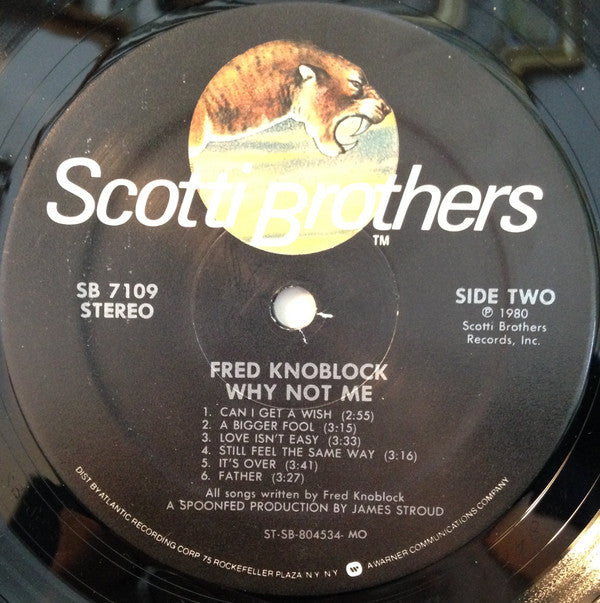 Scotti Brothers
TM
SB 7109
STEREO
SIDE TWO
℗ 1980
Scotti Brothers
Records, Inc.
FRED KNOBLOCK
WHY NOT ME
1. CAN I GET A WISH (2:55)
2. A BIGGER FOOL (3:15)
3. LOVE ISN'T EASY (3:33)
4. STILL FEEL THE SAME WAY (3:16)
5. IT'S OVER (3:41)
6. FATHER (3:27)
All songs written by Fred Knoblock
A SPOONFED PRODUCTION BY JAMES STROUD
ST-SB-804534- MO
DIST BY ATLANTIC RECORDING CORP 75 ROCKEFELLER PLAZA N Y N Y A WARNER COMMUNICATIONS COMPANY